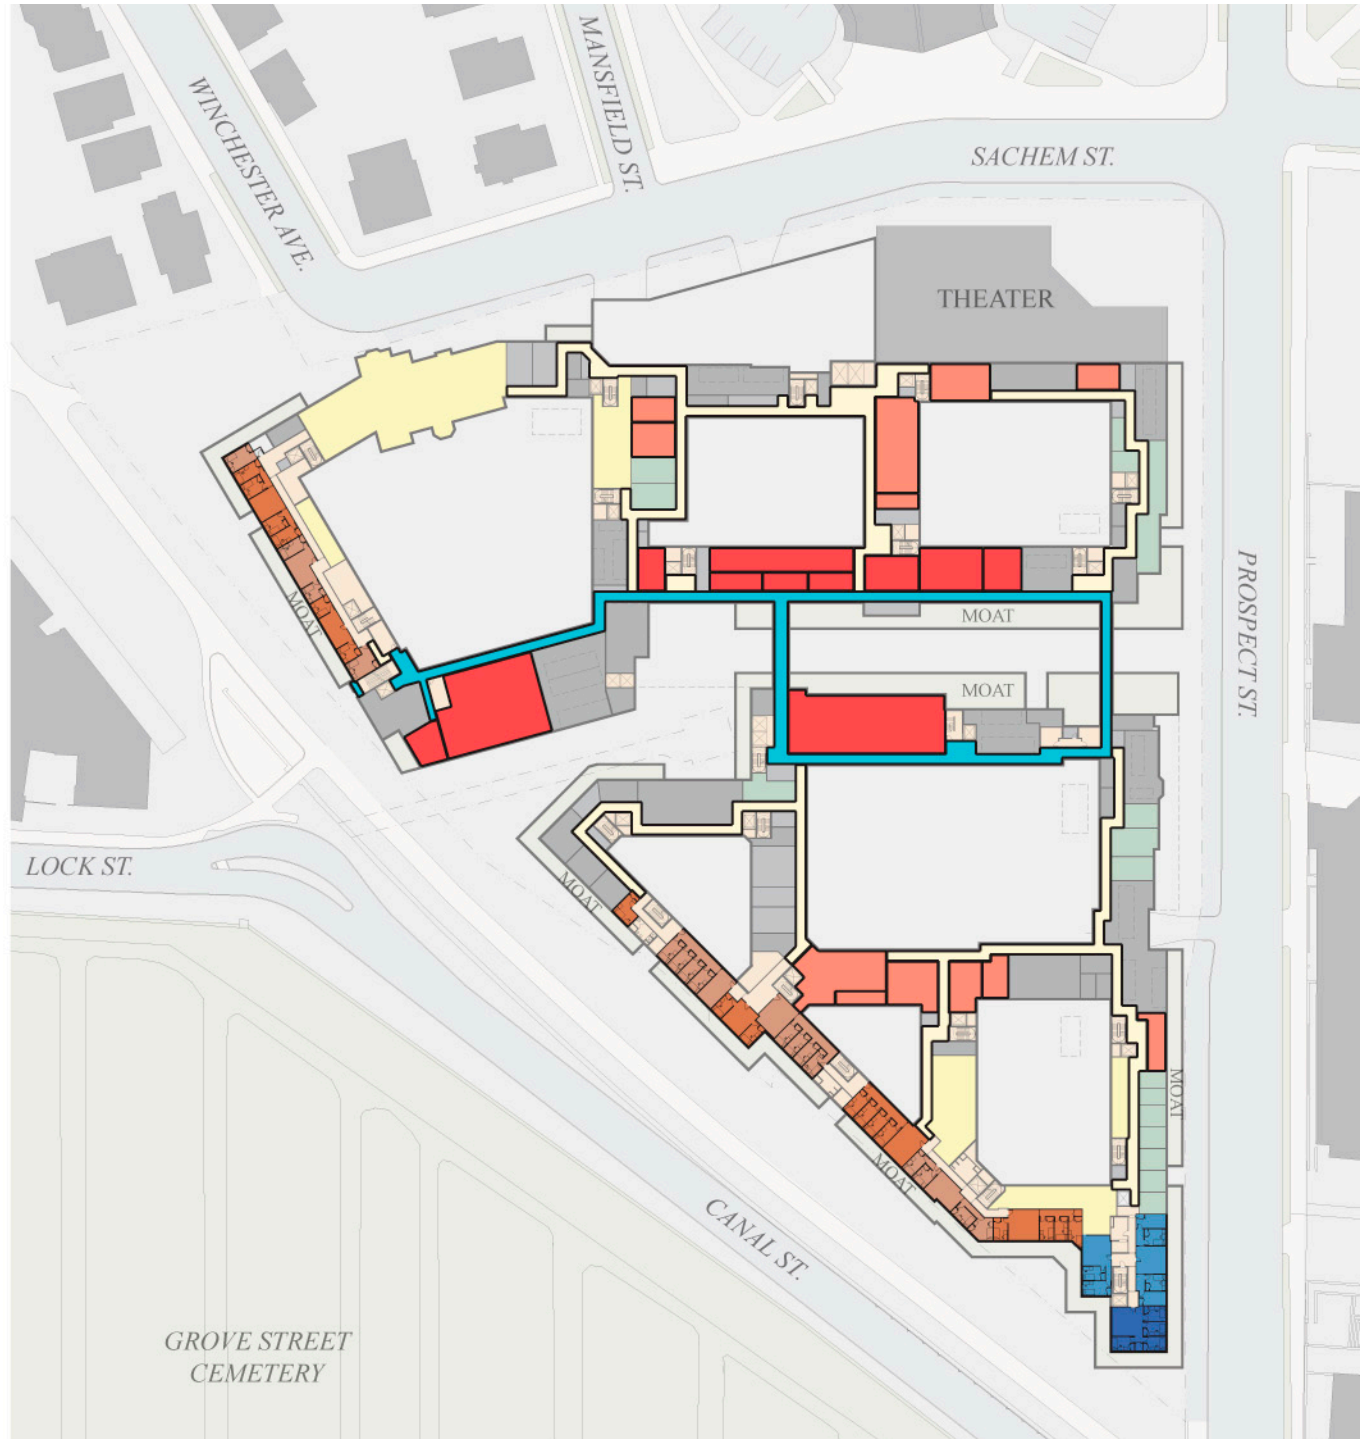 MANSFIELD ST.
WINCHESTER AVE.
SACHEM ST.
THEATER
PROSPECT ST.
MOAT
MOAT
MOAT
LOCK ST.
MOAT
MOAT
MOAT
CANAL ST.
GROVE STREET
CEMETERY